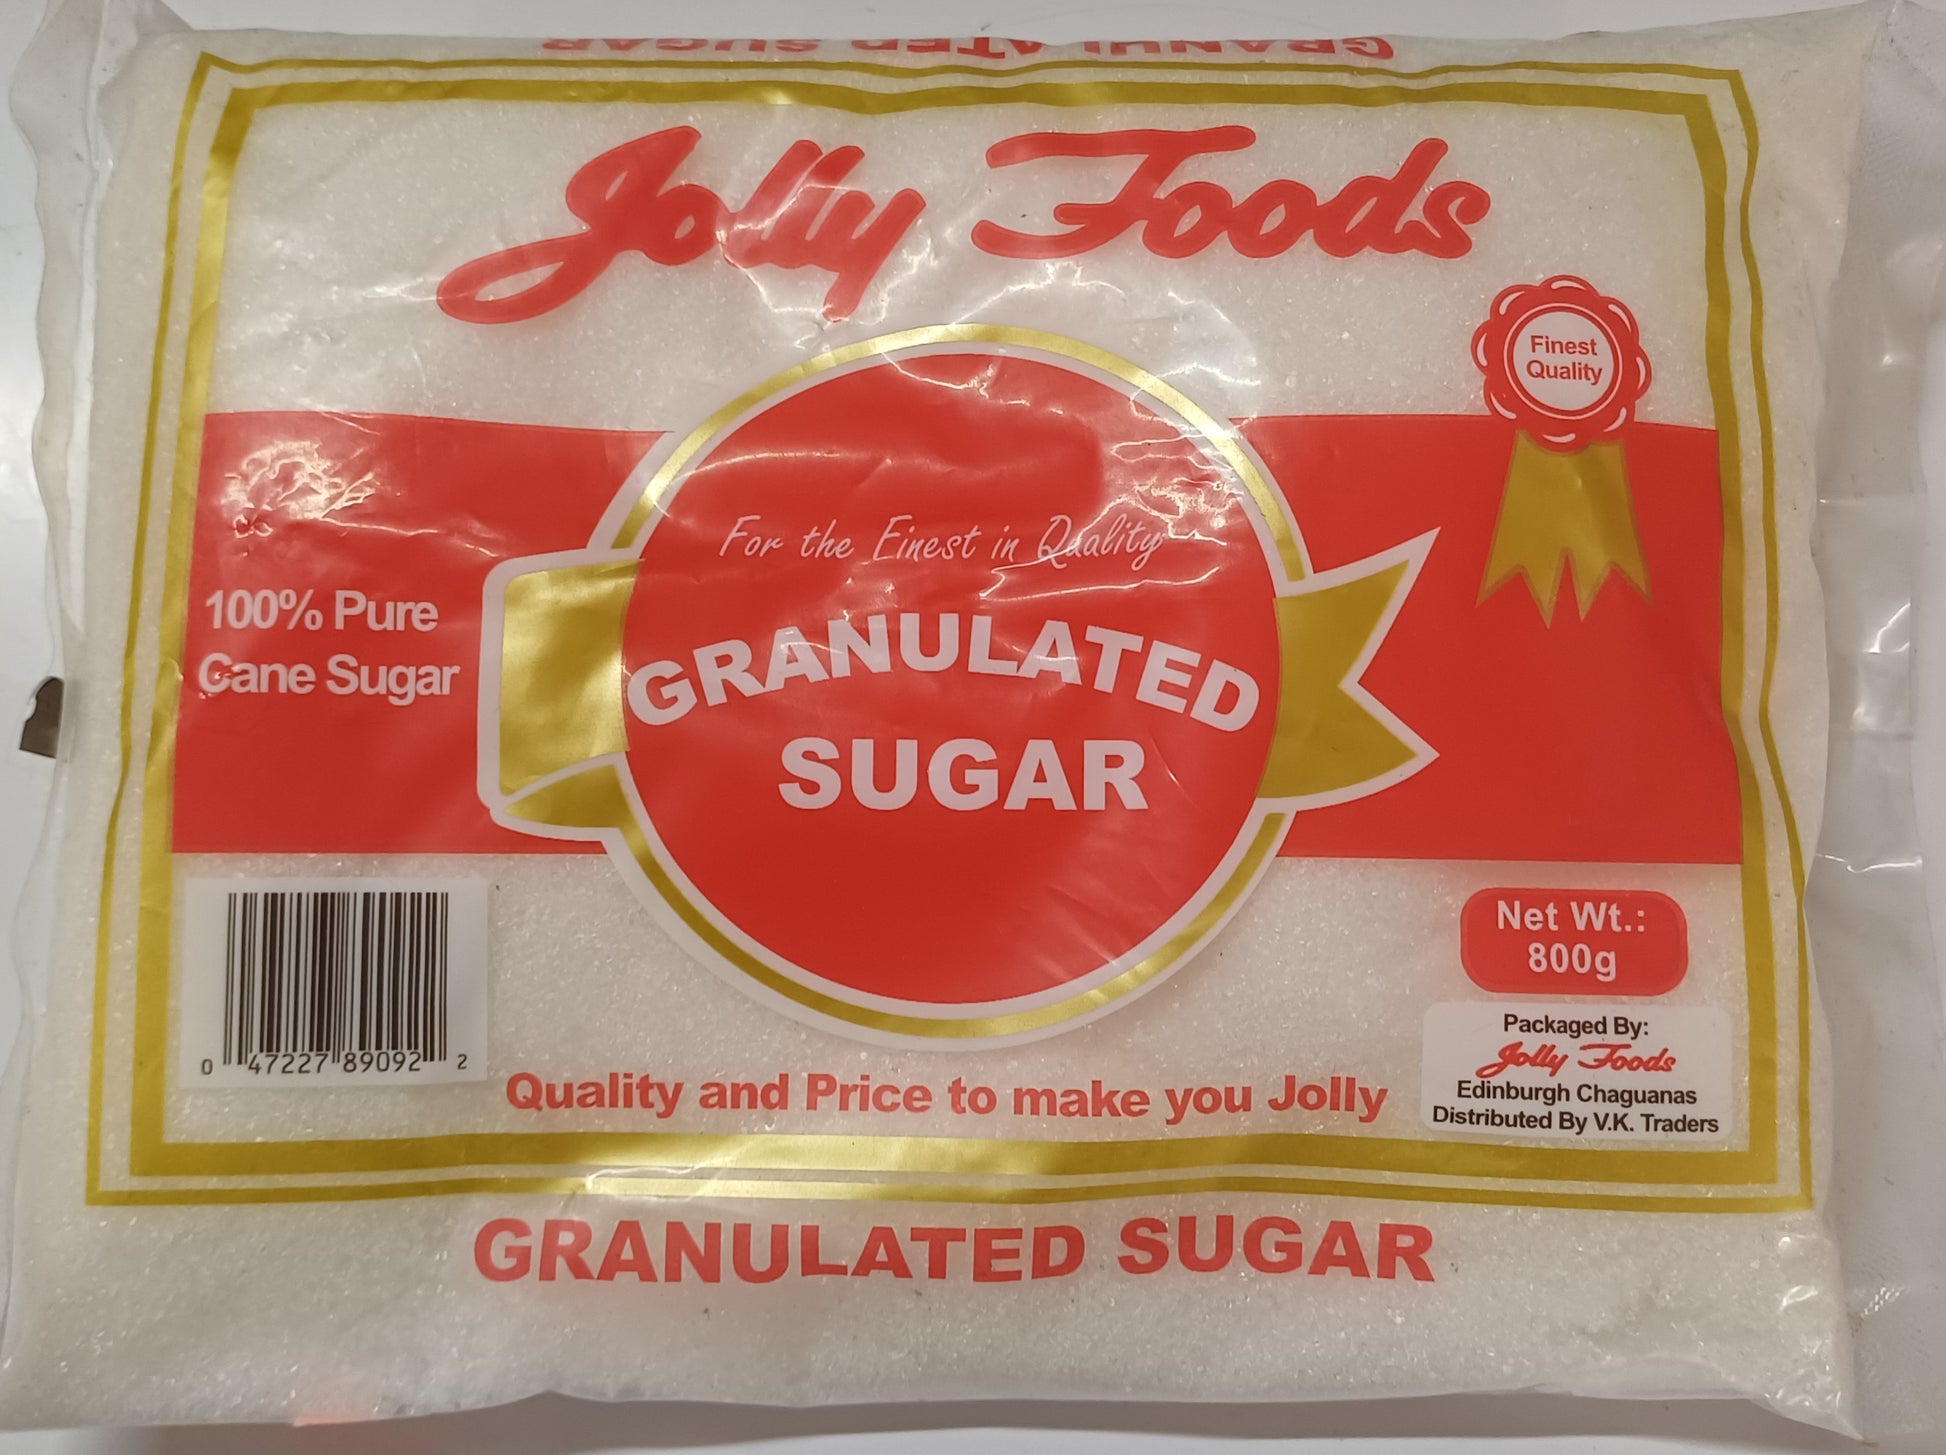 GRANULATED SUGAR
Jolly Foods
Finest
Quality
For the Finest in Quality
100% Pure
Cane Sugar
GRANULATED
SUGAR
Net Wt.:
800g
Packaged By:
Jolly Foods
Edinburgh Chaguanas
Distributed By V.K. Traders
0 47227 89092 2
Quality and Price to make you Jolly
GRANULATED SUGAR